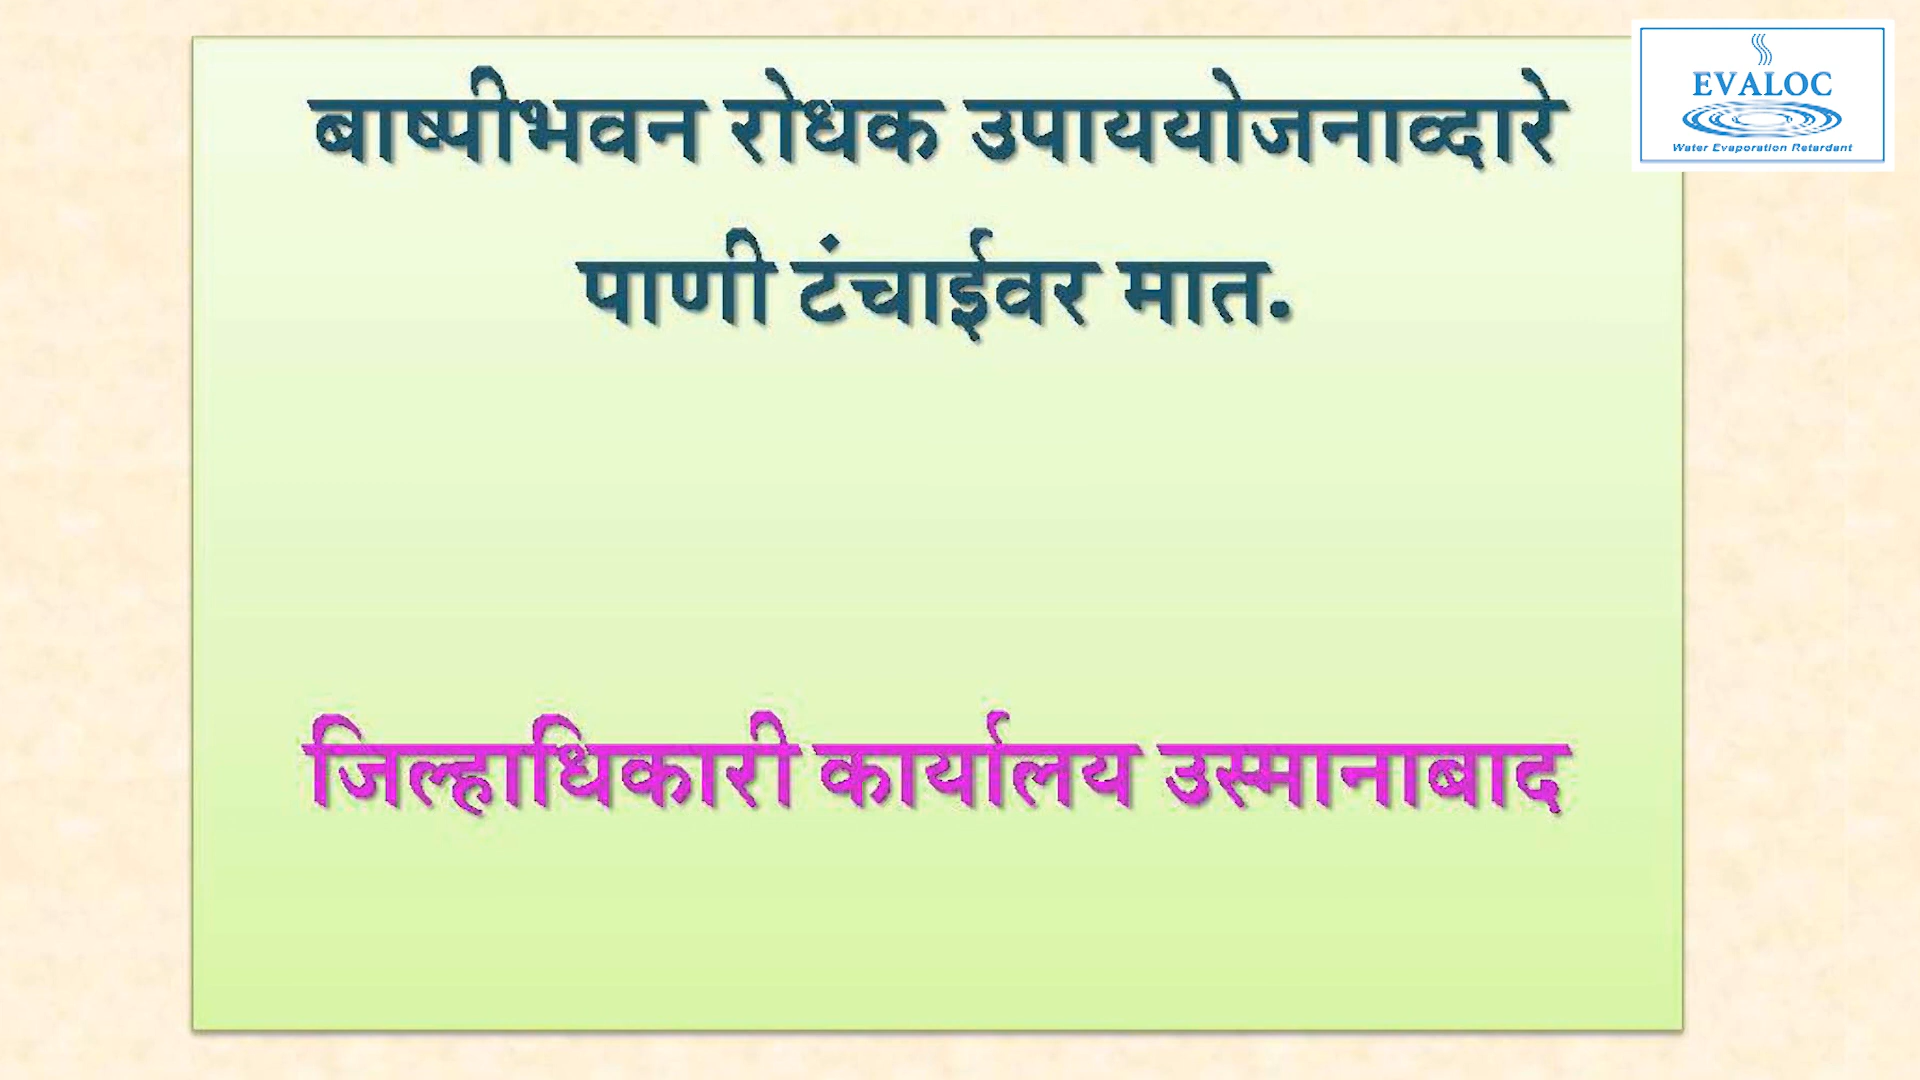 बाष्पीभवन रोधक उपाययोजनाव्दारे
पाणी टंचाईवर मात.
जिल्हाधिकारी कार्यालय उस्मानाबाद
EVALOC
Water Evaporation Retardant